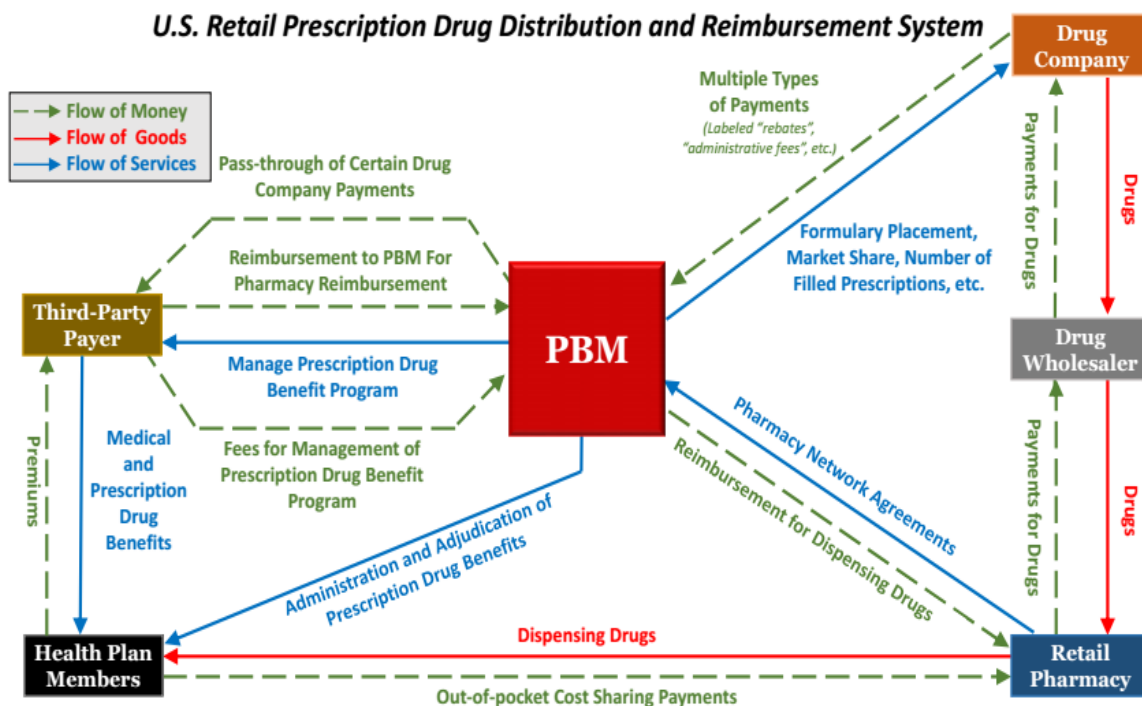 U.S. Retail Prescription Drug Distribution and Reimbursement System
Drug
Company
Flow of Money
Flow of Goods
Flow of Services
Multiple Types
of Payments
(Labeled "rebates",
"administrative fees", etc.)
Payments for Drugs
Drugs
Pass-through of Certain Drug
Company Payments
Formulary Placement,
Market Share, Number of
Filled Prescriptions, etc.
Reimbursement to PBM For
Pharmacy Reimbursement
Third-Party
Payer
PBM
Drug
Wholesaler
Manage Prescription Drug
Benefit Program
Premiums
Medical
and
Prescription
Drug
Benefits
Fees for Management of
Prescription Drug Benefit
Program
Pharmacy Network Agreements
Reimbursement for Dispensing Drugs
Payments for Drugs
Drugs
Administration and Adjudication of
Prescription Drug Benefits
Health Plan
Members
Dispensing Drugs
Out-of-pocket Cost Sharing Payments
Retail
Pharmacy